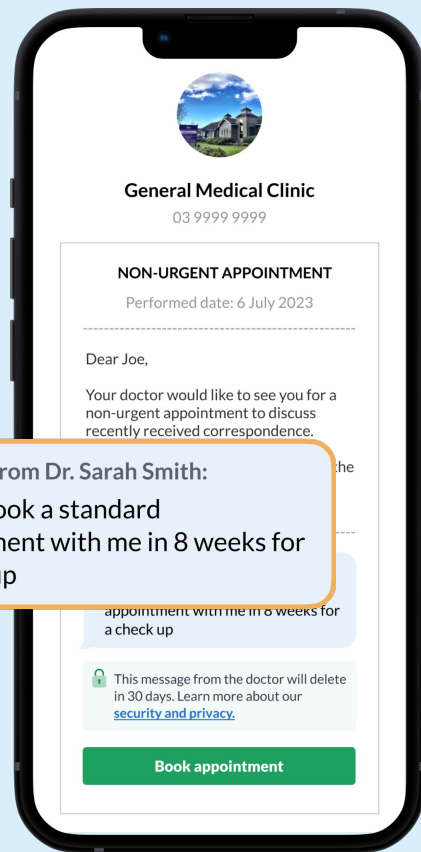 General Medical Clinic
03 9999 9999
NON-URGENT APPOINTMENT
Performed date: 6 July 2023
Dear Joe,
Your doctor would like to see you for a
non-urgent appointment to discuss
recently received correspondence.
the
from Dr. Sarah Smith:
ook a standard
ment with me in 8 weeks for
up
appointment with me in 8 weeks for
a check up
This message from the doctor will delete
in 30 days. Learn more about our
security and privacy.
Book appointment